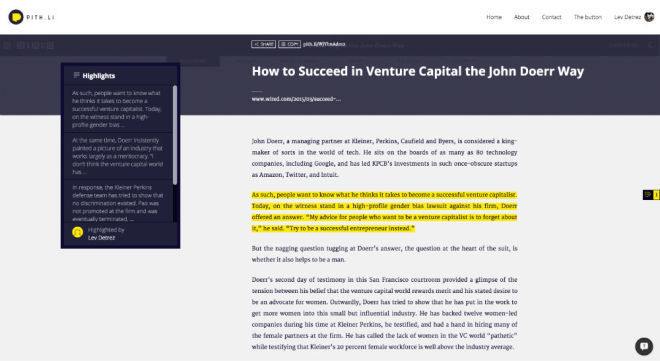 PITH.LI
Home About Contact The button Lev Detrez
SHARE COPY
How to Succeed in Venture Capital the John Doerr Way
www.wired.com/2015/03/succeed-...
Highlights
As such, people want to know what
he thinks it takes to become a
successful venture capitalist. Today,
on the witness stand in a high-
profile gender bias ...
At the same time, Doerr insistently
painted a picture of an industry that
works largely as a meritocracy. "I
don't think the venture capital world
has ...
In response, the Kleiner Perkins
defense team has tried to show that
no discrimination existed. Pao was
not promoted at the firm and was
eventually terminated, ...
Highlighted by
Lev Detrez
John Doerr, a managing partner at Kleiner, Perkins, Caufield and Byers, is considered a king-
maker of sorts in the world of tech. He sits on the boards of as many as 80 technology
companies, including Google, and has led KPCB's investments in such once-obscure startups
as Amazon, Twitter, and Intuit.
As such, people want to know what he thinks it takes to become a successful venture capitalist.
Today, on the witness stand in a high-profile gender bias lawsuit against his firm, Doerr
offered an answer. "My advice for people who want to be a venture capitalist is to forget about
it," he said. "Try to be a successful entrepreneur instead."
But the nagging question tugging at Doerr's answer, the question at the heart of the suit, is
whether it also helps to be a man.
Doerr's second day of testimony in this San Francisco courtroom provided a glimpse of the
tension between his belief that the venture capital world rewards merit and his stated desire to
be an advocate for women. Outwardly, Doerr has tried to show that he has put in the work to
get more women into this small but influential industry. He has backed twelve women-led
companies during his time at Kleiner Perkins, he testified, and had a hand in hiring many of
the female partners at the firm. He has called the lack of women in the VC world "pathetic"
while testifying that Kleiner's 20 percent female workforce is well above the industry average.